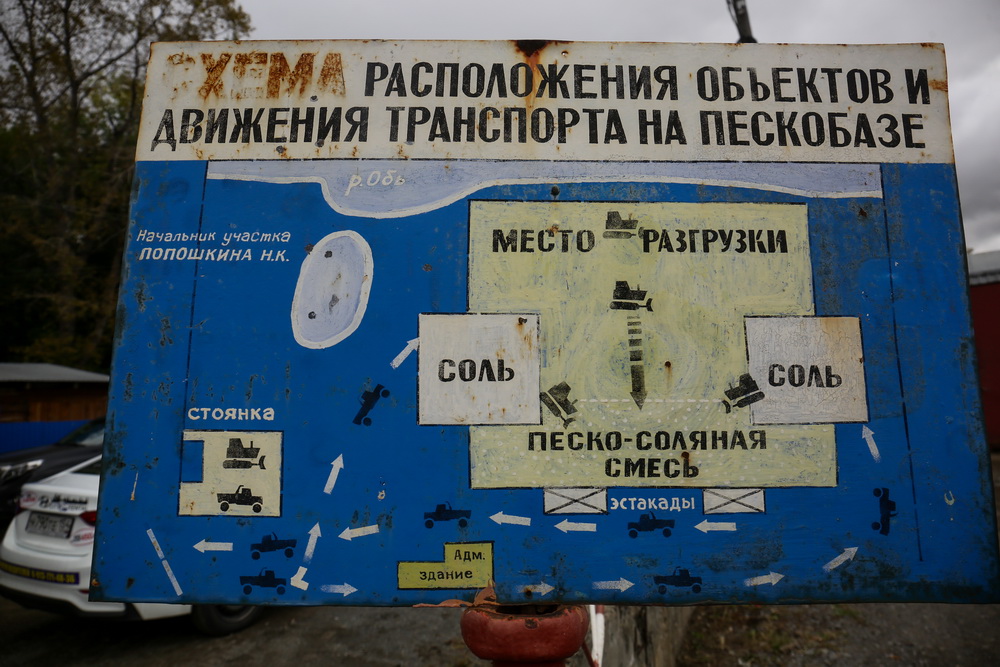 СХЕМА РАСПОЛОЖЕНИЯ ОБЪЕКТОВ И
ДВИЖЕНИЯ ТРАНСПОРТА НА ПЕСКОБАЗЕ
р.Обь
Начальник участка
ПОПОШКИНА Н.К.
МЕСТО РАЗГРУЗКИ
СОЛЬ
СОЛЬ
СТОЯНКА
ПЕСКО-СОЛЯНАЯ
СМЕСЬ
ЭСТАКАДЫ
Адм.
здание